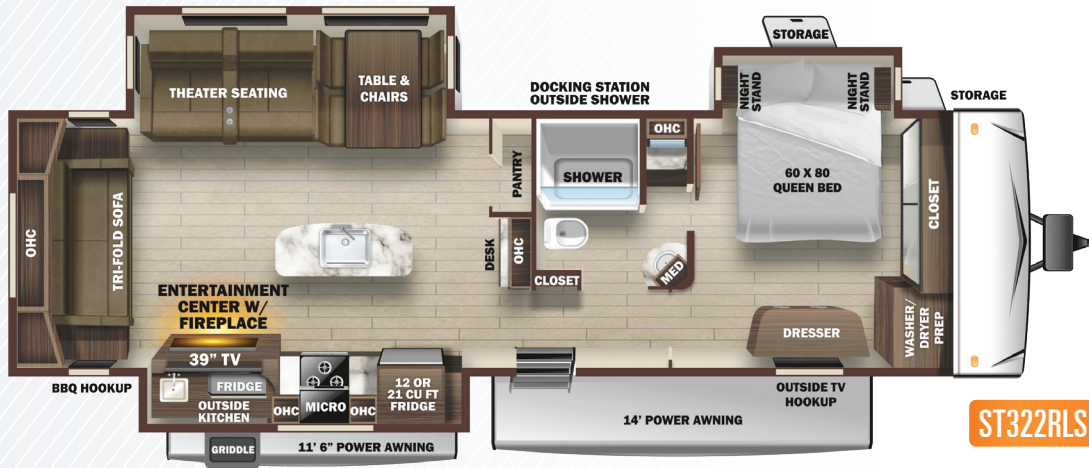 STORAGE
THEATER SEATING
TABLE &
CHAIRS
DOCKING STATION
OUTSIDE SHOWER
NIGHT
STAND
NIGHT
STAND
STORAGE
OHC
TRI-FOLD SOFA
PANTRY
SHOWER
OHC
60 X 80
QUEEN BED
CLOSET
DESK
OHC
CLOSET
MED
ENTERTAINMENT
CENTER W/
FIREPLACE
39" TV
FRIDGE
OUTSIDE
KITCHEN
OHC
MICRO
OHC
12 OR
21 CU FT
FRIDGE
DRESSER
WASHER/
DRYER
PREP
BBQ HOOKUP
OUTSIDE TV
HOOKUP
GRIDDLE
11' 6" POWER AWNING
14' POWER AWNING
ST322RLS